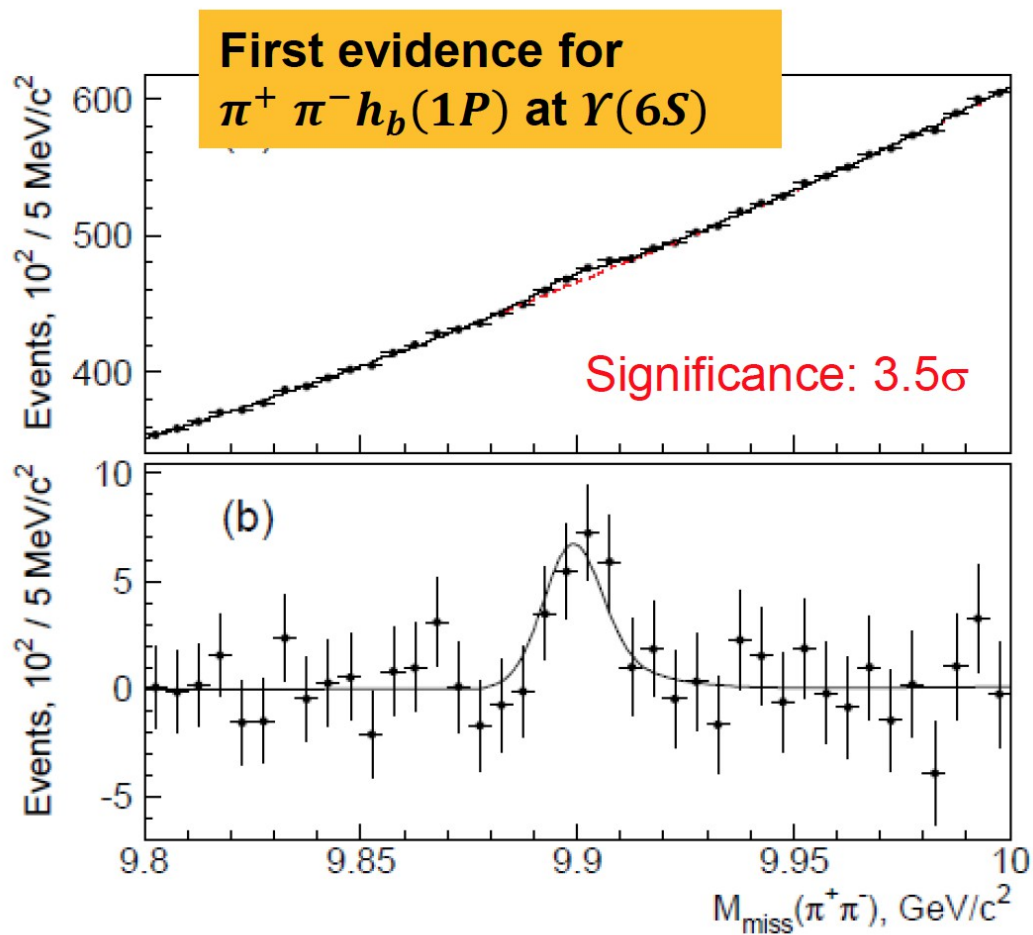 First evidence for
π⁺ π⁻h_b(1P) at ϒ(6S)
Events, 10² / 5 MeV/c²
600
500
400
Significance: 3.5σ
Events, 10² / 5 MeV/c²
10
5
0
-5
(b)
9.8 9.85 9.9 9.95 10
M_miss(π⁺π⁻), GeV/c²